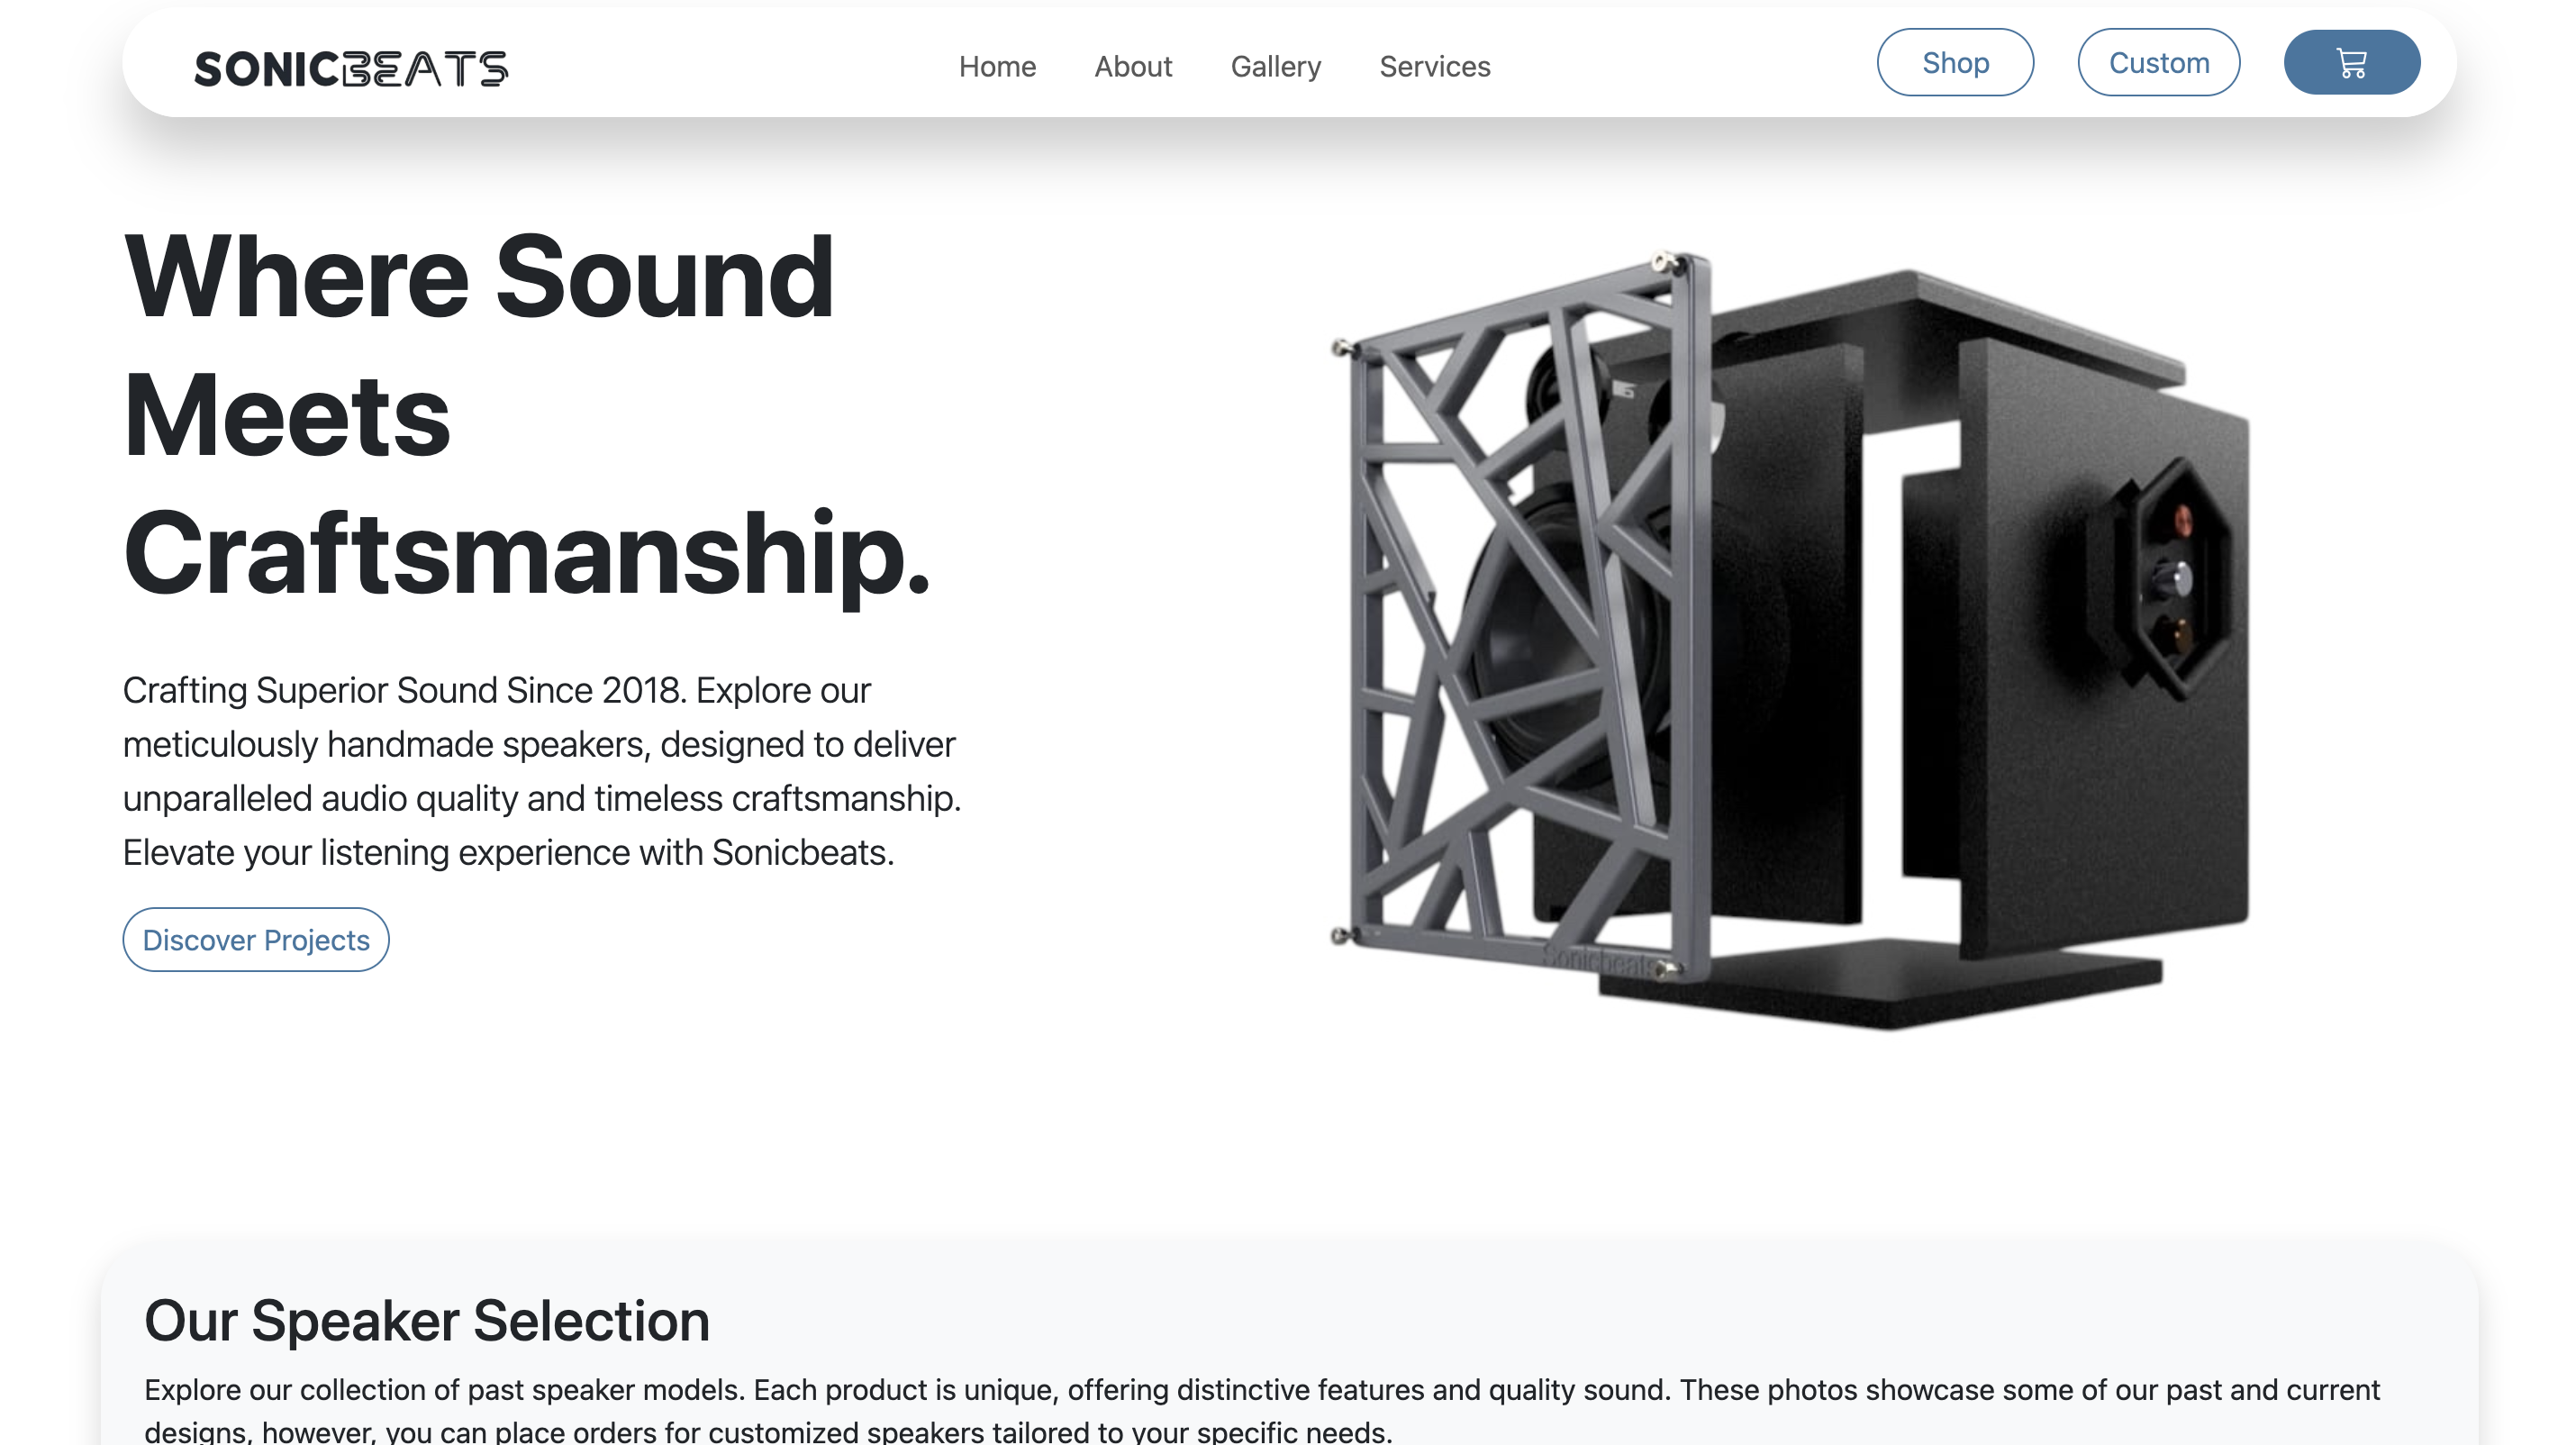 SONICBEATS
Home About Gallery Services
Shop Custom
Where Sound
Meets
Craftsmanship.
Crafting Superior Sound Since 2018. Explore our
meticulously handmade speakers, designed to deliver
unparalleled audio quality and timeless craftsmanship.
Elevate your listening experience with Sonicbeats.
Discover Projects
Sonicbeats
Our Speaker Selection
Explore our collection of past speaker models. Each product is unique, offering distinctive features and quality sound. These photos showcase some of our past and current
designs, however, you can place orders for customized speakers tailored to your specific needs.